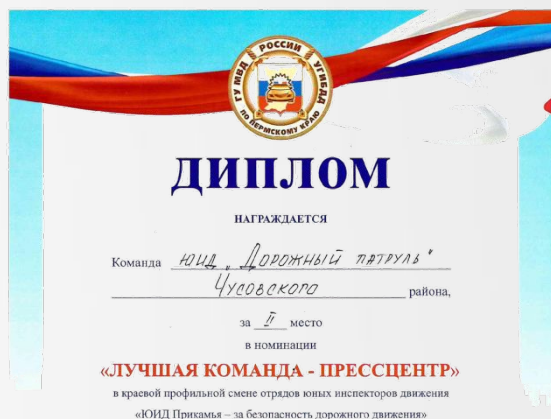 ГУ МВД РОССИИ УГИБДД
ПО ПЕРМСКОМУ КРАЮ
ДИПЛОМ
НАГРАЖДАЕТСЯ
Команда ЮИД „Дорожный патруль"
Чусовского района,
за II место
в номинации
«ЛУЧШАЯ КОМАНДА - ПРЕССЦЕНТР»
в краевой профильной смене отрядов юных инспекторов движения
«ЮИД Прикамья – за безопасность дорожного движения»